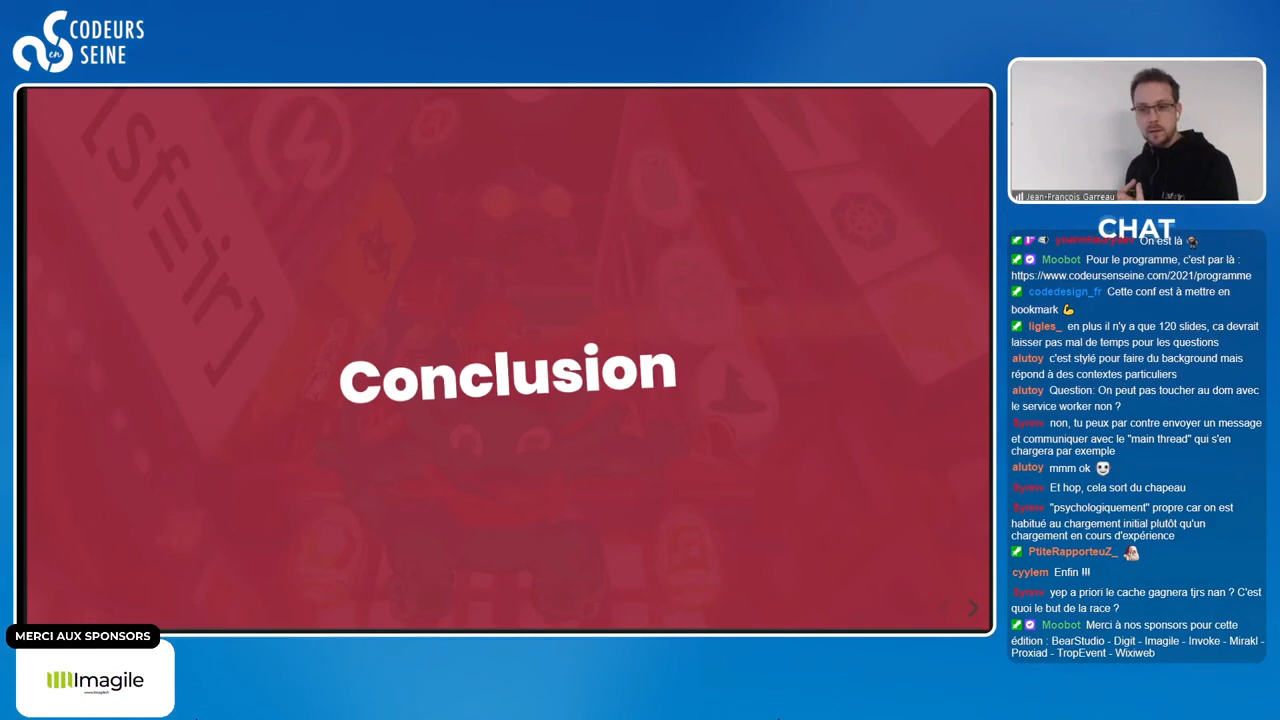 CODEURS
en
SEINE
[sf=ir]
Conclusion
Jean-François Garreau
CHAT
On est là
Moobot Pour le programme, c'est par là :
https://www.codeursenseine.com/2021/programme
codedesign_fr Cette conf est à mettre en
bookmark 💪
ligles_ en plus il n'y a que 120 slides, ca devrait
laisser pas mal de temps pour les questions
alutoy c'est stylé pour faire du background mais
répond à des contextes particuliers
alutoy Question: On peut pas toucher au dom avec
le service worker non ?
non, tu peux par contre envoyer un message
et communiquer avec le "main thread" qui s'en
chargera par exemple
alutoy mmm ok
Et hop, cela sort du chapeau
"psychologiquement" propre car on est
habitué au chargement initial plutôt qu'un
chargement en cours d'expérience
PtiteRapporteuZ_
cyylem Enfin !!!
yep a priori le cache gagnera tjrs nan ? C'est
quoi le but de la race ?
Moobot Merci à nos sponsors pour cette
édition : BearStudio - Digit - Imagile - Invoke - Mirakl -
Proxiad - TropEvent - Wixiweb
MERCI AUX SPONSORS
Imagile
www.imagile.fr